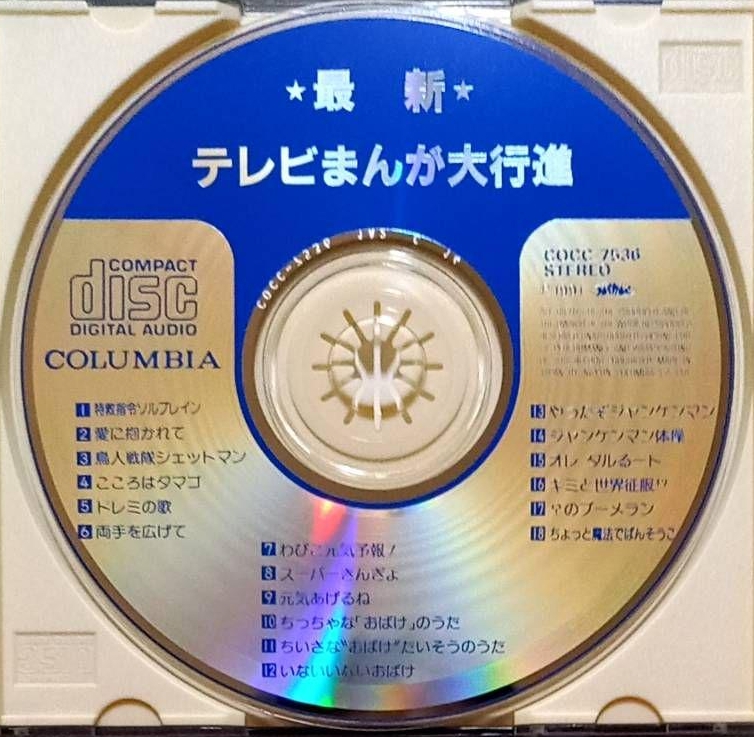 ★最 新★
テレビまんが大行進
COMPACT
disc
DIGITAL AUDIO
COLUMBIA
COCC-7536
STEREO
JVC
1 特救指令ソルブレイン
2 愛に抱かれて
3 鳥人戦隊ジェットマン
4 こころはタマゴ
5 トレミの歌
6 両手を広げて
7 わぴこ元気予報!
8 スーパーきんぎょ
9 元気あげるね
10 ちっちゃな「おばけ」のうた
11 ちいさな"おばけ"たいそうのうた
12 いないいないおばけ
13 やったぞジャンケンマン
14 ジャンケンマン体操
15 オレ タルるート
16 キミと世界征服!?
17 のブーメラン
18 ちょっと魔法でばんそうこ